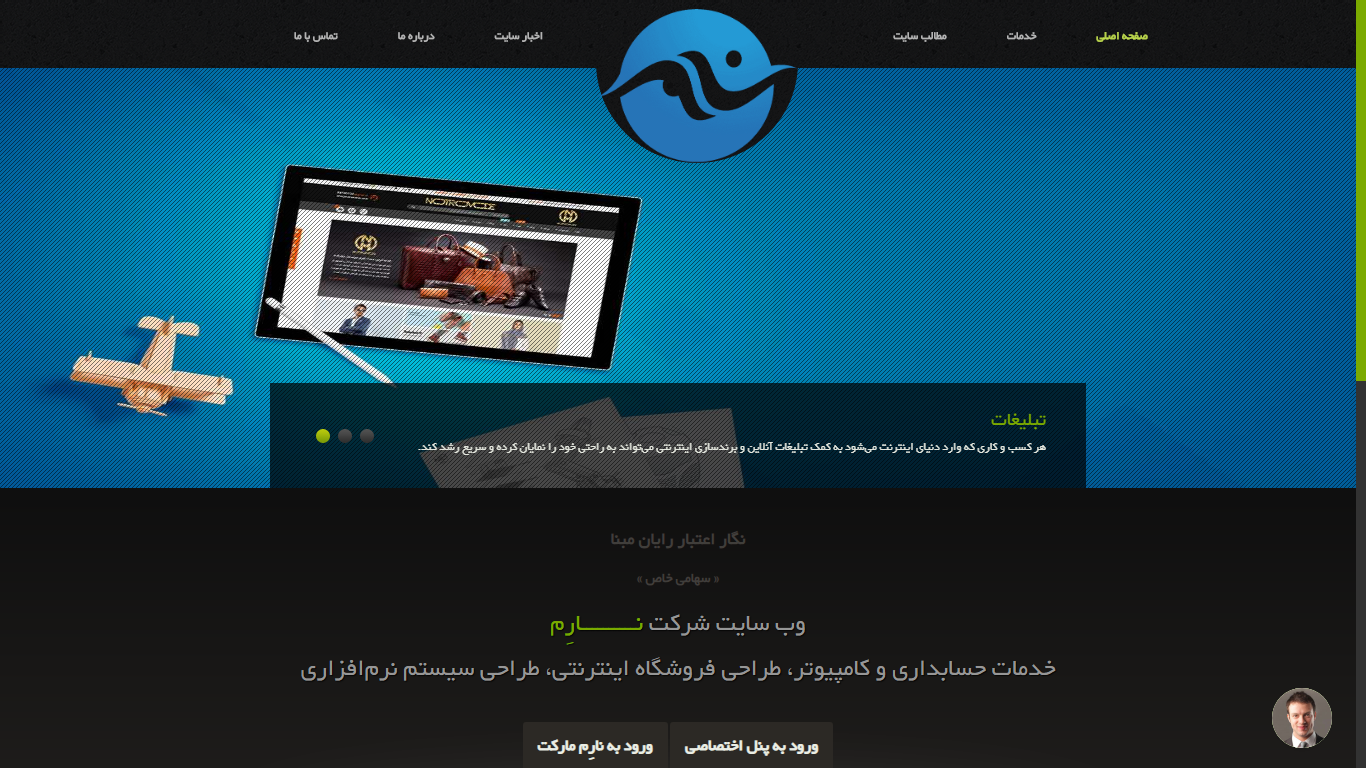 صفحه اصلی
خدمات
مطالب سایت
اخبار سایت
درباره ما
تماس با ما
NOTROMODE
تبلیغات
هر کسب و کاری که وارد دنیای اینترنت می‌شود به کمک تبلیغات آنلاین و برندسازی اینترنتی می‌تواند به راحتی خود را نمایان کرده و سریع رشد کند.
نگار اعتبار رایان مبنا
« سهامی خاص »
وب سایت شرکت نـــــــارِم
خدمات حسابداری و کامپیوتر، طراحی فروشگاه اینترنتی، طراحی سیستم نرم‌افزاری
ورود به پنل اختصاصی
ورود به نارِم مارکت